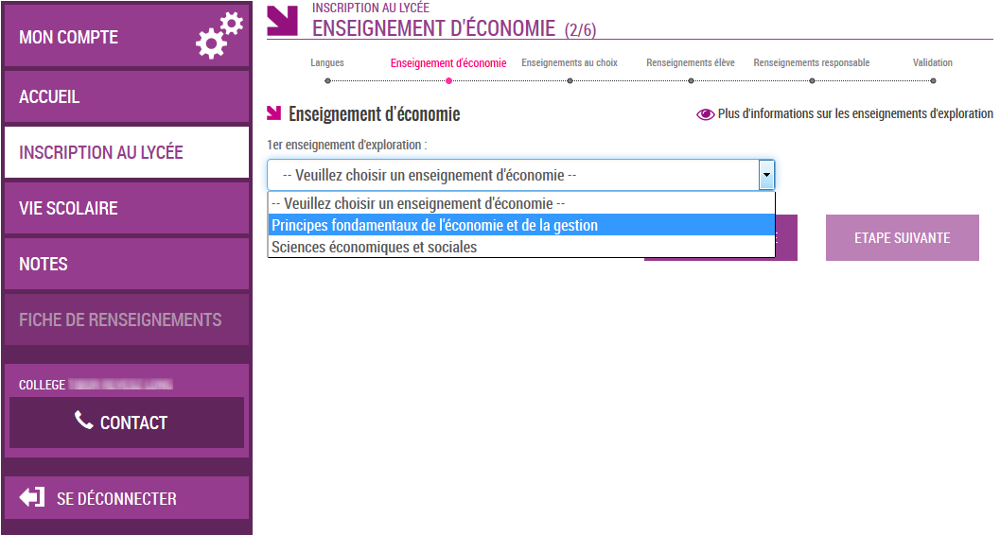 MON COMPTE
ACCUEIL
INSCRIPTION AU LYCÉE
VIE SCOLAIRE
NOTES
FICHE DE RENSEIGNEMENTS
COLLEGE
CONTACT
SE DÉCONNECTER
INSCRIPTION AU LYCÉE
ENSEIGNEMENT D'ÉCONOMIE (2/6)
Langues
Enseignement d'économie
Enseignements au choix
Renseignements élève
Renseignements responsable
Validation
Enseignement d'économie
Plus d'informations sur les enseignements d'exploration
1er enseignement d'exploration :
-- Veuillez choisir un enseignement d'économie --
-- Veuillez choisir un enseignement d'économie --
Principes fondamentaux de l'économie et de la gestion
Sciences économiques et sociales
ETAPE SUIVANTE